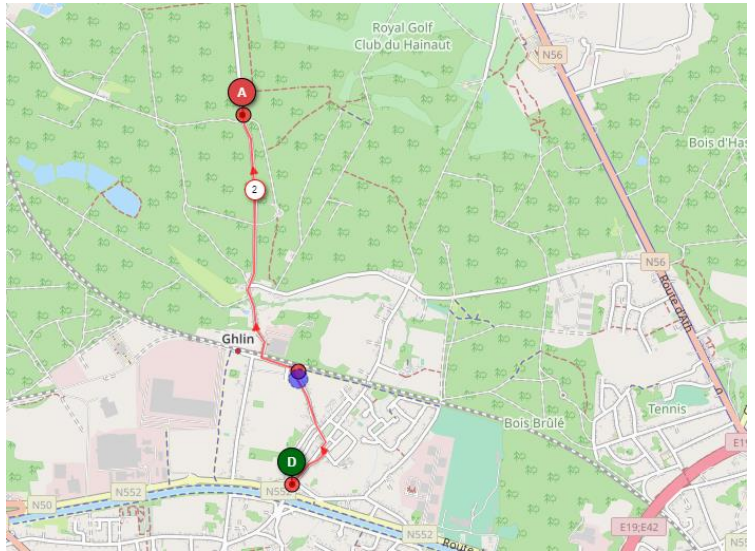 Royal Golf
Club du Hainaut
N56
A
2
Bois d'Has
N56
Route d'Ath
Ghlin
Bois Brûlé
Tennis
D
N552
N552
N50
N552
E19
E19;E42
N55